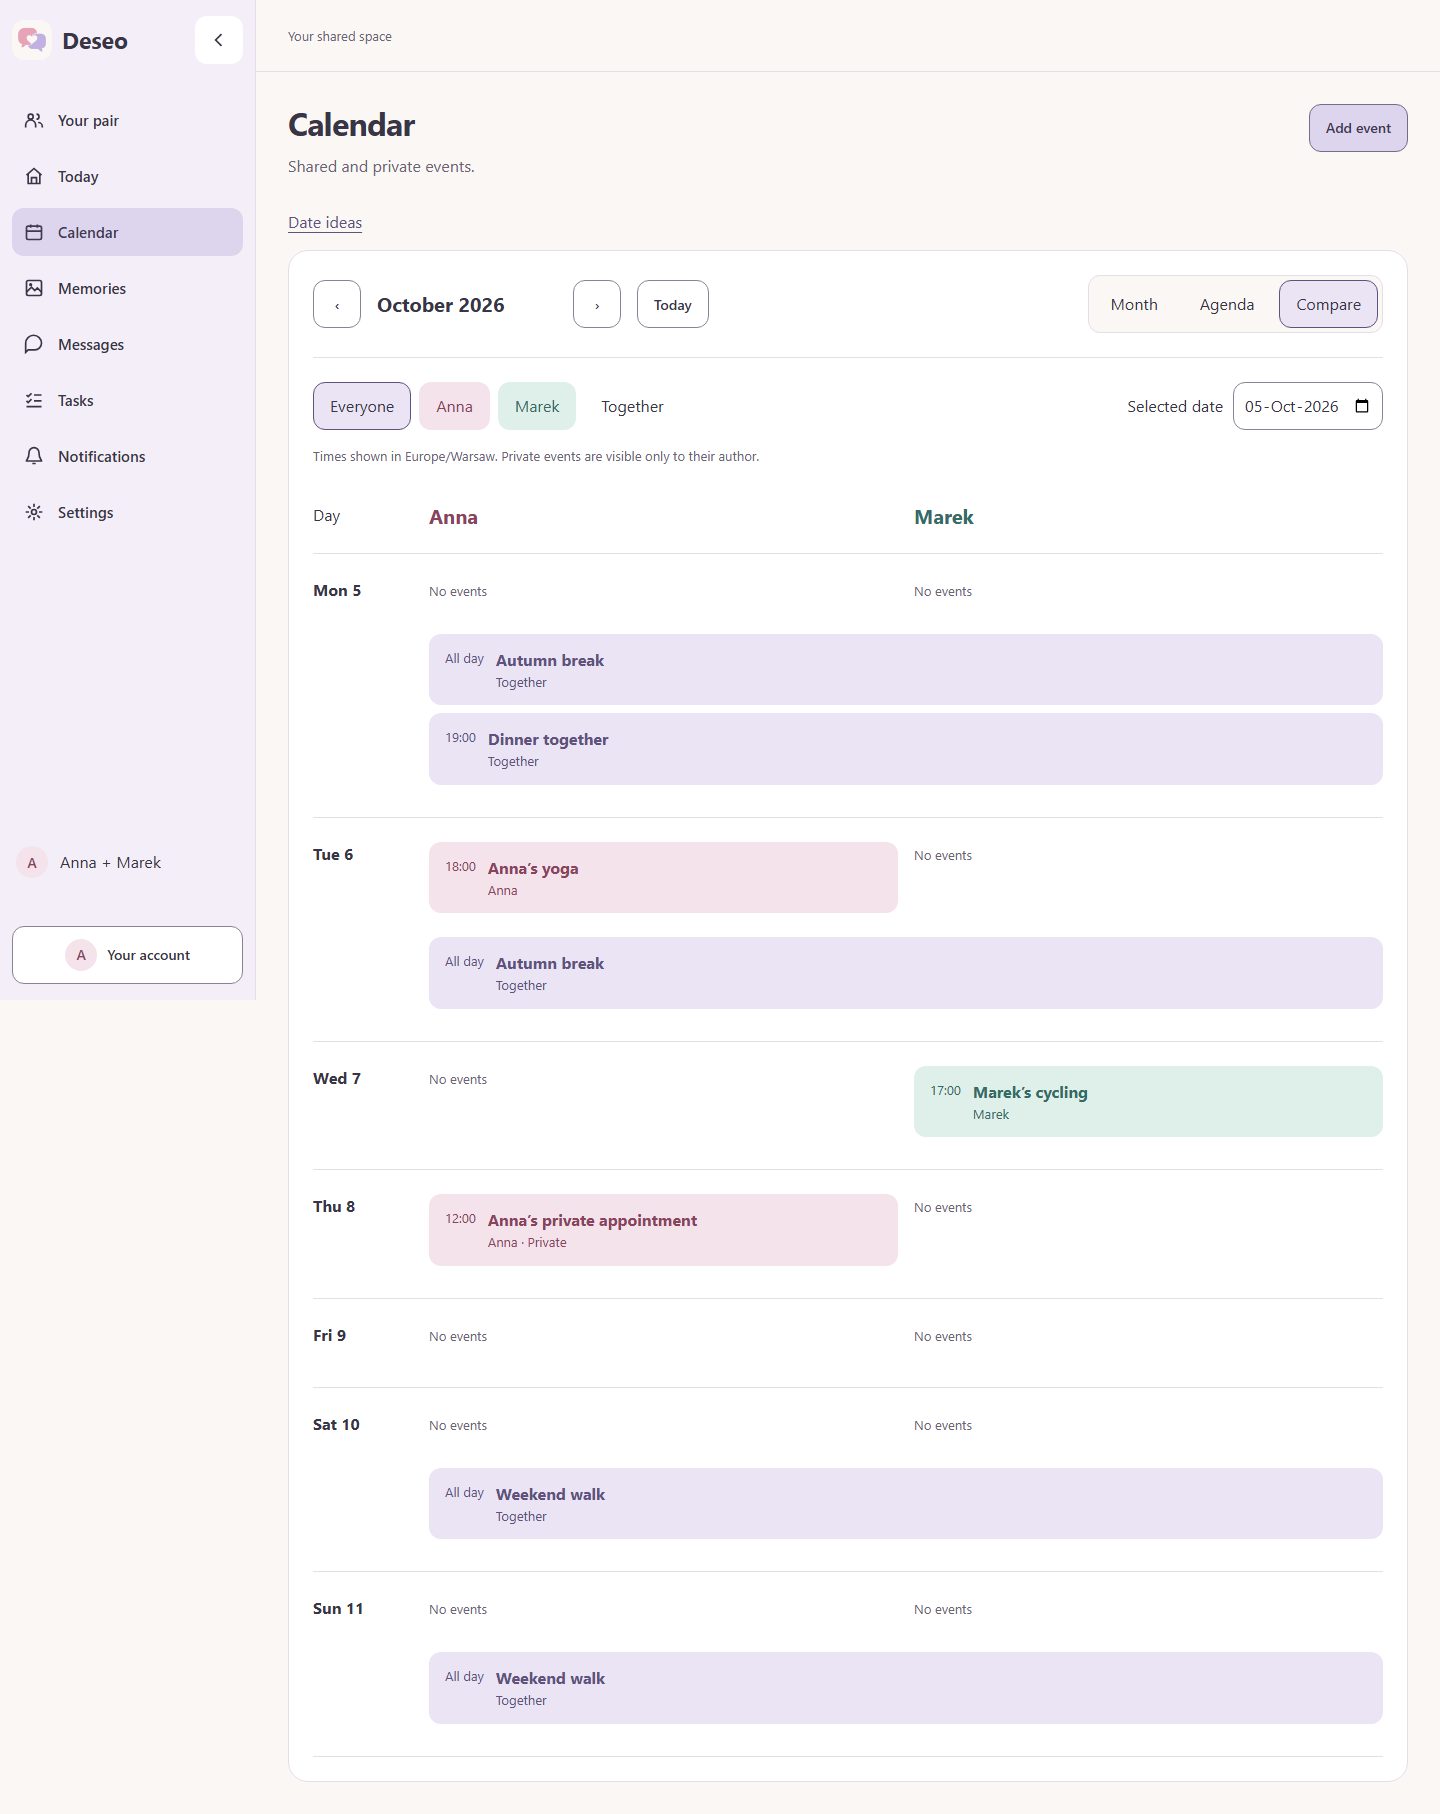 Deseo
Your pair
Today
Calendar
Memories
Messages
Tasks
Notifications
Settings
A Anna + Marek
A Your account
Your shared space
Calendar
Add event
Shared and private events.
Date ideas
‹ October 2026 › Today Month Agenda Compare
Everyone Anna Marek Together Selected date 05-Oct-2026
Times shown in Europe/Warsaw. Private events are visible only to their author.
Day Anna Marek
Mon 5 No events No events
All day Autumn break
Together
19:00 Dinner together
Together
Tue 6 18:00 Anna's yoga No events
Anna
All day Autumn break
Together
Wed 7 No events 17:00 Marek's cycling
Marek
Thu 8 12:00 Anna's private appointment No events
Anna · Private
Fri 9 No events No events
Sat 10 No events No events
All day Weekend walk
Together
Sun 11 No events No events
All day Weekend walk
Together